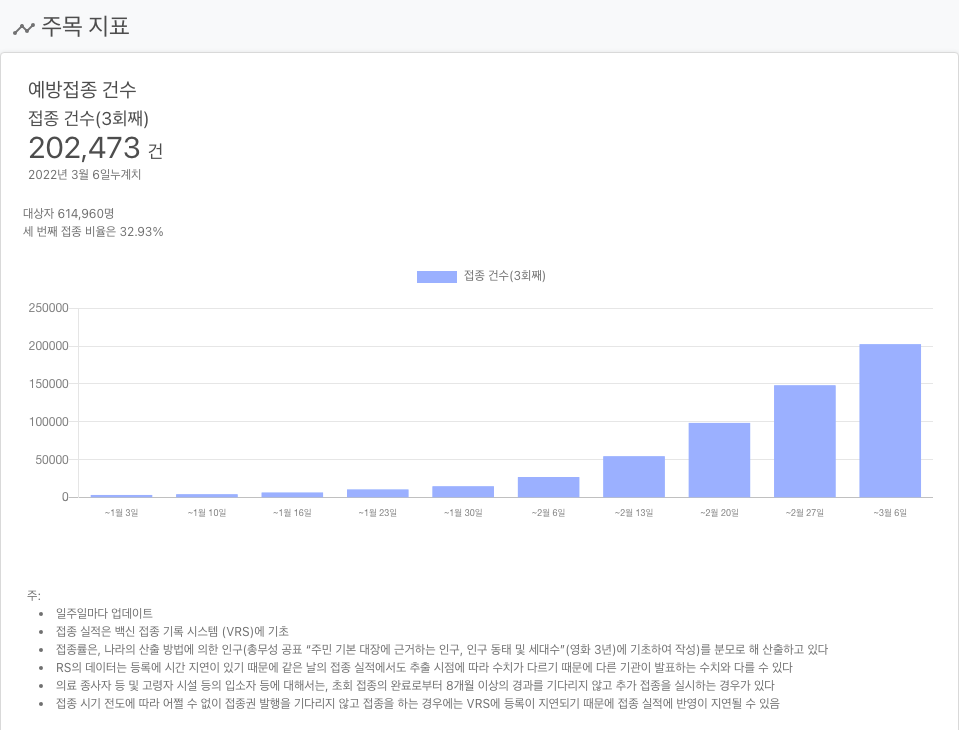 주목 지표
예방접종 건수
접종 건수(3회째)
202,473 건
2022년 3월 6일누계치
대상자 614,960명
세 번째 접종 비율은 32.93%
접종 건수(3회째)
250000
200000
150000
100000
50000
0
~1월 3일 ~1월 10일 ~1월 16일 ~1월 23일 ~1월 30일 ~2월 6일 ~2월 13일 ~2월 20일 ~2월 27일 ~3월 6일
주:
• 일주일마다 업데이트
• 접종 실적은 백신 접종 기록 시스템 (VRS)에 기초
• 접종률은, 나라의 산출 방법에 의한 인구(총무성 공표 “주민 기본 대장에 근거하는 인구, 인구 동태 및 세대수”(영화 3년)에 기초하여 작성)를 분모로 해 산출하고 있다
• RS의 데이터는 등록에 시간 지연이 있기 때문에 같은 날의 접종 실적에서도 추출 시점에 따라 수치가 다르기 때문에 다른 기관이 발표하는 수치와 다를 수 있다
• 의료 종사자 등 및 고령자 시설 등의 입소자 등에 대해서는, 초회 접종의 완료로부터 8개월 이상의 경과를 기다리지 않고 추가 접종을 실시하는 경우가 있다
• 접종 시기 전도에 따라 어쩔 수 없이 접종권 발행을 기다리지 않고 접종을 하는 경우에는 VRS에 등록이 지연되기 때문에 접종 실적에 반영이 지연될 수 있음